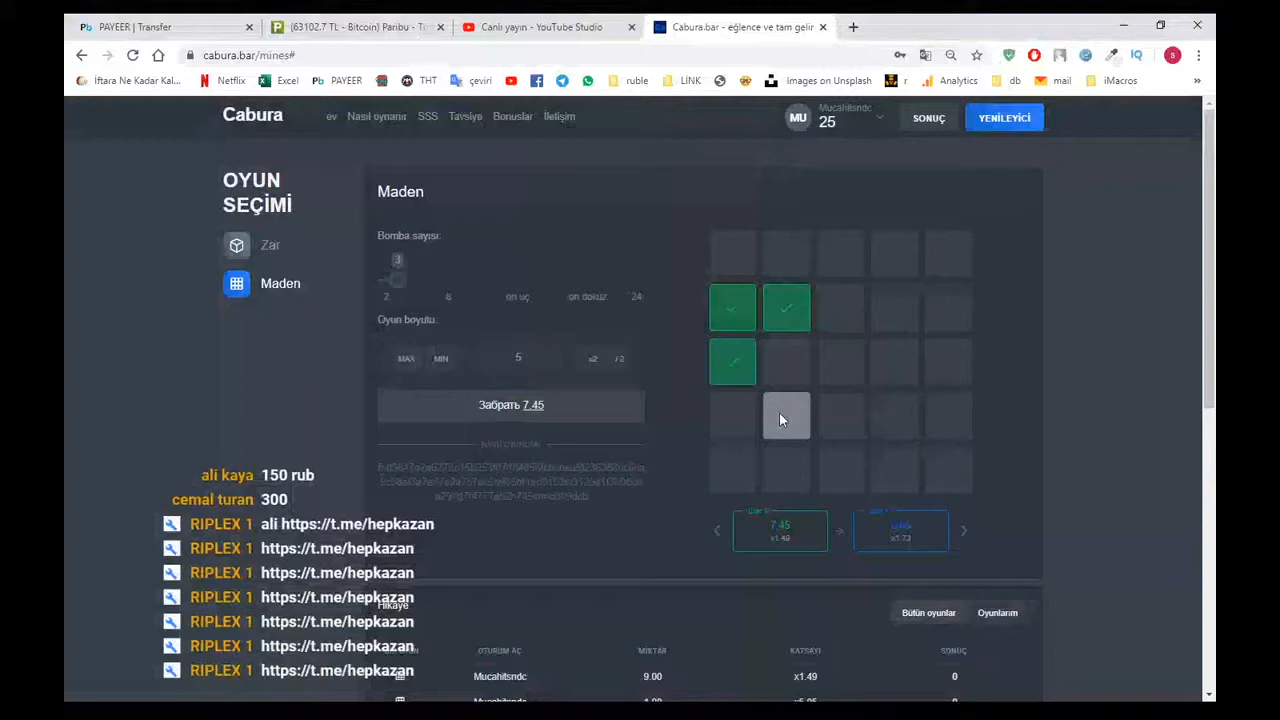 PAYEER | Transfer
(63102.7 TL - Bitcoin) Paribu - Tü
Canlı yayın - YouTube Studio
Cabura.bar - eğlence ve tam gelir
cabura.bar/mines#
İftara Ne Kadar Kal...
Netflix
Excel
Pb PAYEER
THT
çeviri
ruble
LİNK
Images on Unsplash
r
Analytics
db
mail
iMacros
Cabura
ev
Nasıl oynanır
SSS
Tavsiye
Bonuslar
İletişim
MU
Mucahitsndc
25
SONUÇ
YENİLEYİCİ
OYUN
SEÇİMİ
Zar
Maden
Maden
Bomba sayısı:
3
2
8
on üç
on dokuz
24
Oyun boyutu.
MAX
MIN
5
x2
/2
Забрать 7.45
7.45
x1.49
x1.73
ali kaya 150 rub
cemal turan 300
RIPLEX 1 ali https://t.me/hepkazan
RIPLEX 1 https://t.me/hepkazan
RIPLEX 1 https://t.me/hepkazan
RIPLEX 1 https://t.me/hepkazan
RIPLEX 1 https://t.me/hepkazan
RIPLEX 1 https://t.me/hepkazan
RIPLEX 1 https://t.me/hepkazan
Hikaye
Bütün oyunlar
Oyunlarım
OTURUM AÇ
MİKTAR
KATSAYI
SONUÇ
Mucahitsndc
9.00
x1.49
0